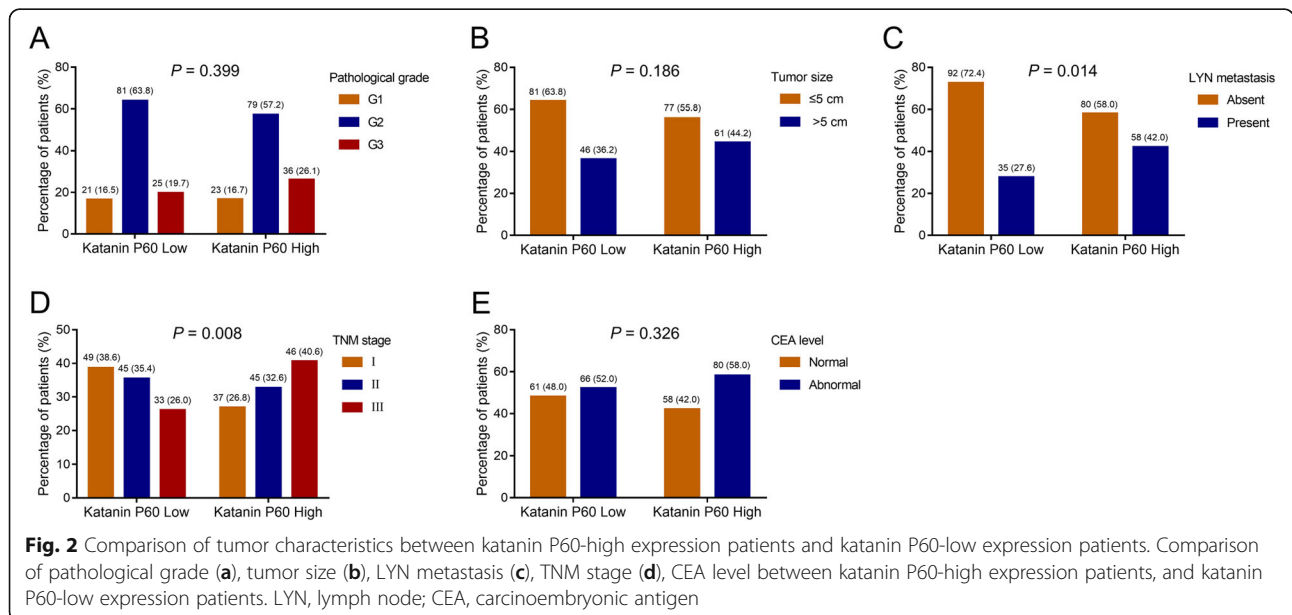 A
P = 0.399
Percentage of patients (%)
80
60
40
20
0
21 (16.5)
81 (63.8)
25 (19.7)
23 (16.7)
79 (57.2)
36 (26.1)
Katanin P60 Low
Katanin P60 High
Pathological grade
G1
G2
G3
B
P = 0.186
Percentage of patients (%)
80
60
40
20
0
81 (63.8)
46 (36.2)
77 (55.8)
61 (44.2)
Katanin P60 Low
Katanin P60 High
Tumor size
≤5 cm
>5 cm
C
P = 0.014
Percentage of patients (%)
80
60
40
20
0
92 (72.4)
35 (27.6)
80 (58.0)
58 (42.0)
Katanin P60 Low
Katanin P60 High
LYN metastasis
Absent
Present
D
P = 0.008
Percentage of patients (%)
50
40
30
20
10
0
49 (38.6)
45 (35.4)
33 (26.0)
37 (26.8)
45 (32.6)
46 (40.6)
Katanin P60 Low
Katanin P60 High
TNM stage
I
II
III
E
P = 0.326
Percentage of patients (%)
80
60
40
20
0
61 (48.0)
66 (52.0)
58 (42.0)
80 (58.0)
Katanin P60 Low
Katanin P60 High
CEA level
Normal
Abnormal
Fig. 2 Comparison of tumor characteristics between katanin P60-high expression patients and katanin P60-low expression patients. Comparison
of pathological grade (a), tumor size (b), LYN metastasis (c), TNM stage (d), CEA level between katanin P60-high expression patients, and katanin
P60-low expression patients. LYN, lymph node; CEA, carcinoembryonic antigen